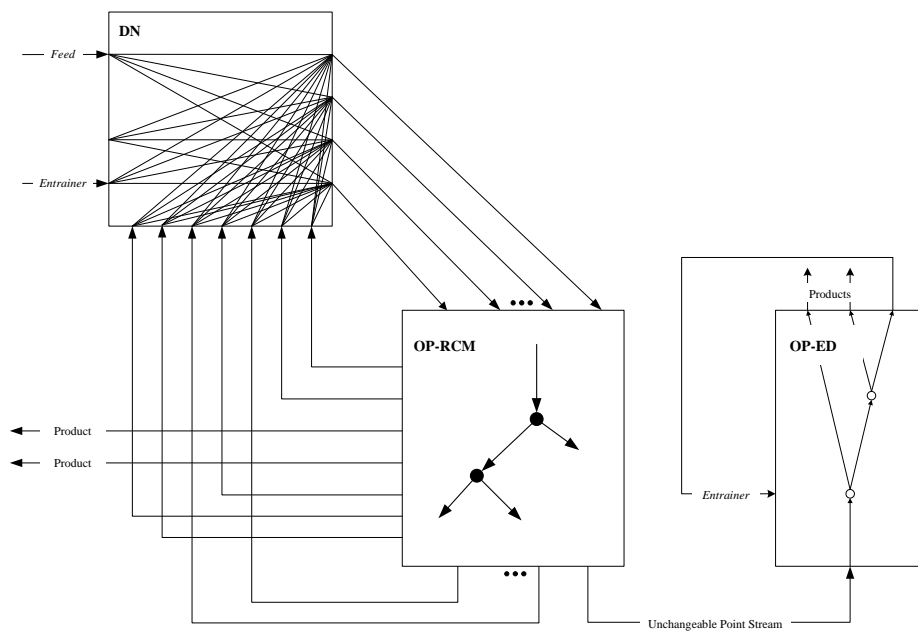 DN
Feed
Entrainer
Products
OP-RCM
OP-ED
Product
Product
Entrainer
Unchangeable Point Stream